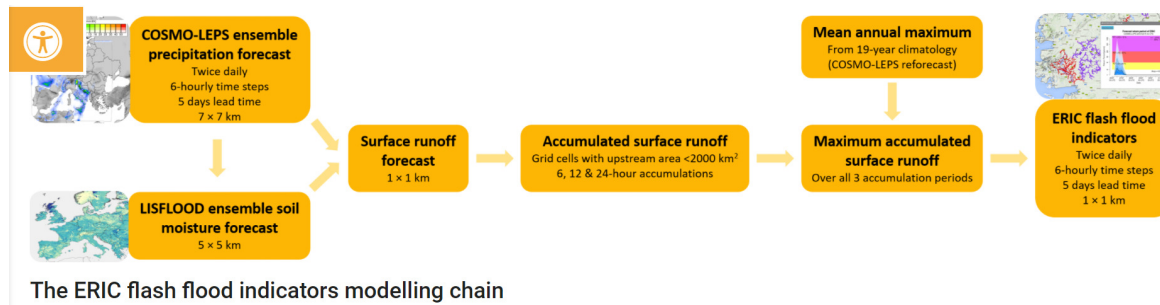 COSMO-LEPS ensemble
precipitation forecast
Twice daily
6-hourly time steps
5 days lead time
7 × 7 km
LISFLOOD ensemble soil
moisture forecast
5 × 5 km
Surface runoff
forecast
1 × 1 km
Accumulated surface runoff
Grid cells with upstream area <2000 km²
6, 12 & 24-hour accumulations
Mean annual maximum
From 19-year climatology
(COSMO-LEPS reforecast)
Maximum accumulated
surface runoff
Over all 3 accumulation periods
ERIC flash flood
indicators
Twice daily
6-hourly time steps
5 days lead time
1 × 1 km
The ERIC flash flood indicators modelling chain